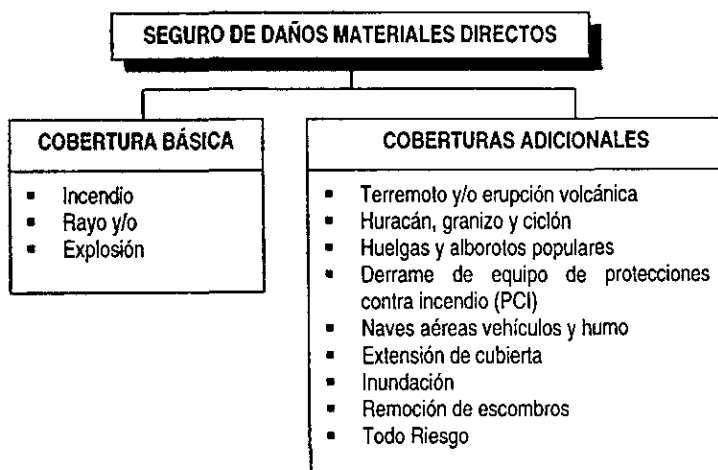 SEGURO DE DAÑOS MATERIALES DIRECTOS
COBERTURA BÁSICA
▪ Incendio
▪ Rayo y/o
▪ Explosión
COBERTURAS ADICIONALES
▪ Terremoto y/o erupción volcánica
▪ Huracán, granizo y ciclón
▪ Huelgas y alborotos populares
▪ Derrame de equipo de protecciones
contra incendio (PCI)
▪ Naves aéreas vehículos y humo
▪ Extensión de cubierta
▪ Inundación
▪ Remoción de escombros
▪ Todo Riesgo